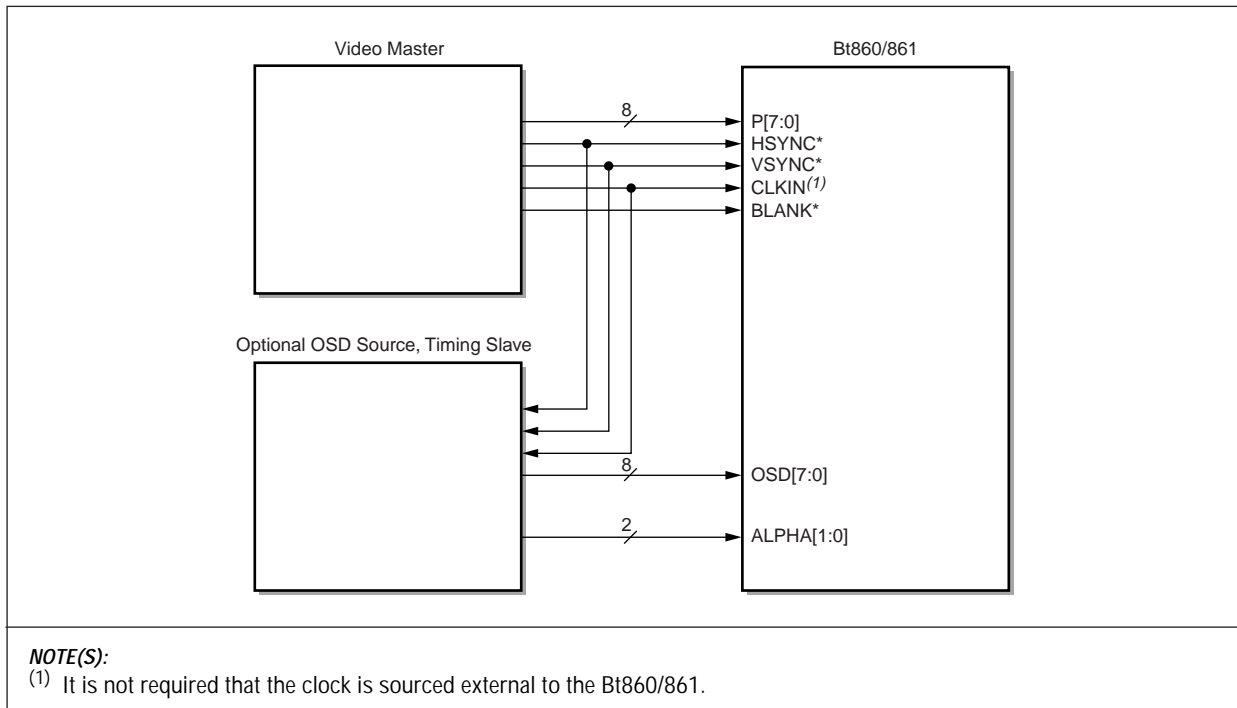 Video Master
Bt860/861
8
P[7:0]
HSYNC*
VSYNC*
CLKIN(1)
BLANK*
Optional OSD Source, Timing Slave
8
OSD[7:0]
2
ALPHA[1:0]
NOTE(S):
(1) It is not required that the clock is sourced external to the Bt860/861.